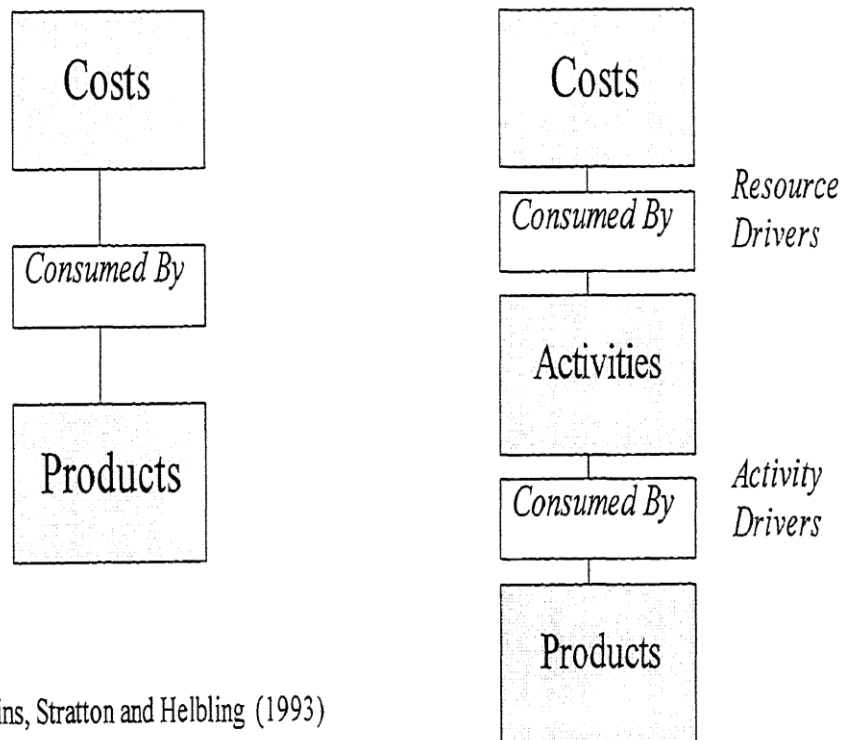 Costs
Consumed By
Products
Costs
Consumed By
Resource
Drivers
Activities
Consumed By
Activity
Drivers
Products
Stratton and Helbling (1993)